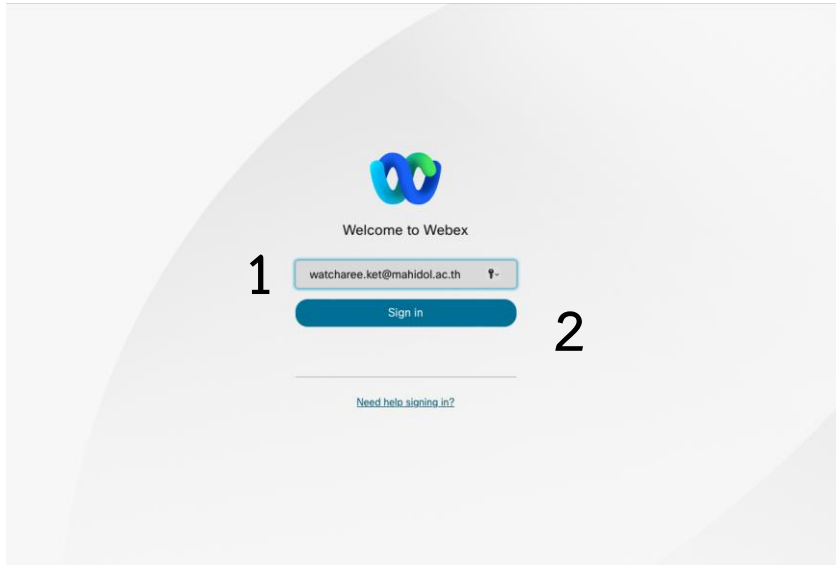 Welcome to Webex
1
watcharee.ket@mahidol.ac.th
Sign in
2
Need help signing in?